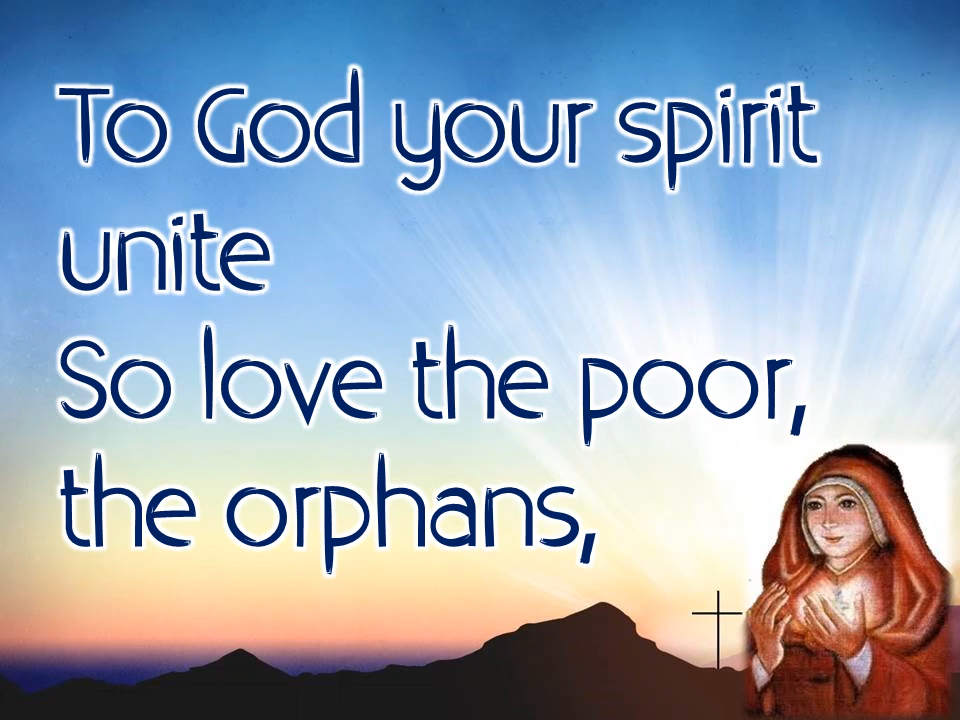 To God your spirit
unite
So love the poor,
the orphans,